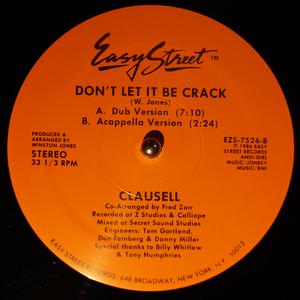 Easy Street ™
DON'T LET IT BE CRACK
(W. Jones)
A. Dub Version (7:10)
B. Acappella Version (2:24)
PRODUCED &
ARRANGED BY
WINSTON JONES
STEREO
33 1/3 RPM
EZS-7526-B
℗ 1986 EASY
STREET RECORDS
ANDI-GIRL
MUSIC/JONESY
MUSIC/BMI
CLAUSELL
Co-Arranged by Fred Zarr
Recorded at Z Studios & Calliope
Mixed at Secret Sound Studios
Engineers: Tom Gartland,
Don Feinberg & Danny Miller
Special thanks to Billy Whitlow
& Tony Humphries
EASY STREET RECORDS, 648 BROADWAY, NEW YORK, N.Y. 10012